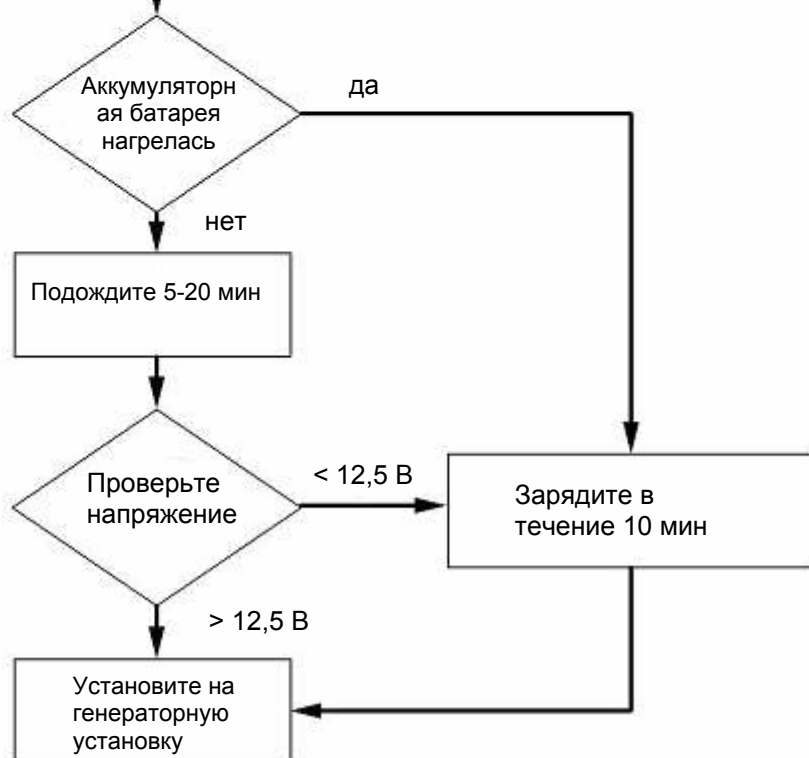 Аккумуляторн
ая батарея
нагрелась
да
нет
Подождите 5-20 мин
Проверьте
напряжение
< 12,5 В
Зарядите в
течение 10 мин
> 12,5 В
Установите на
генераторную
установку